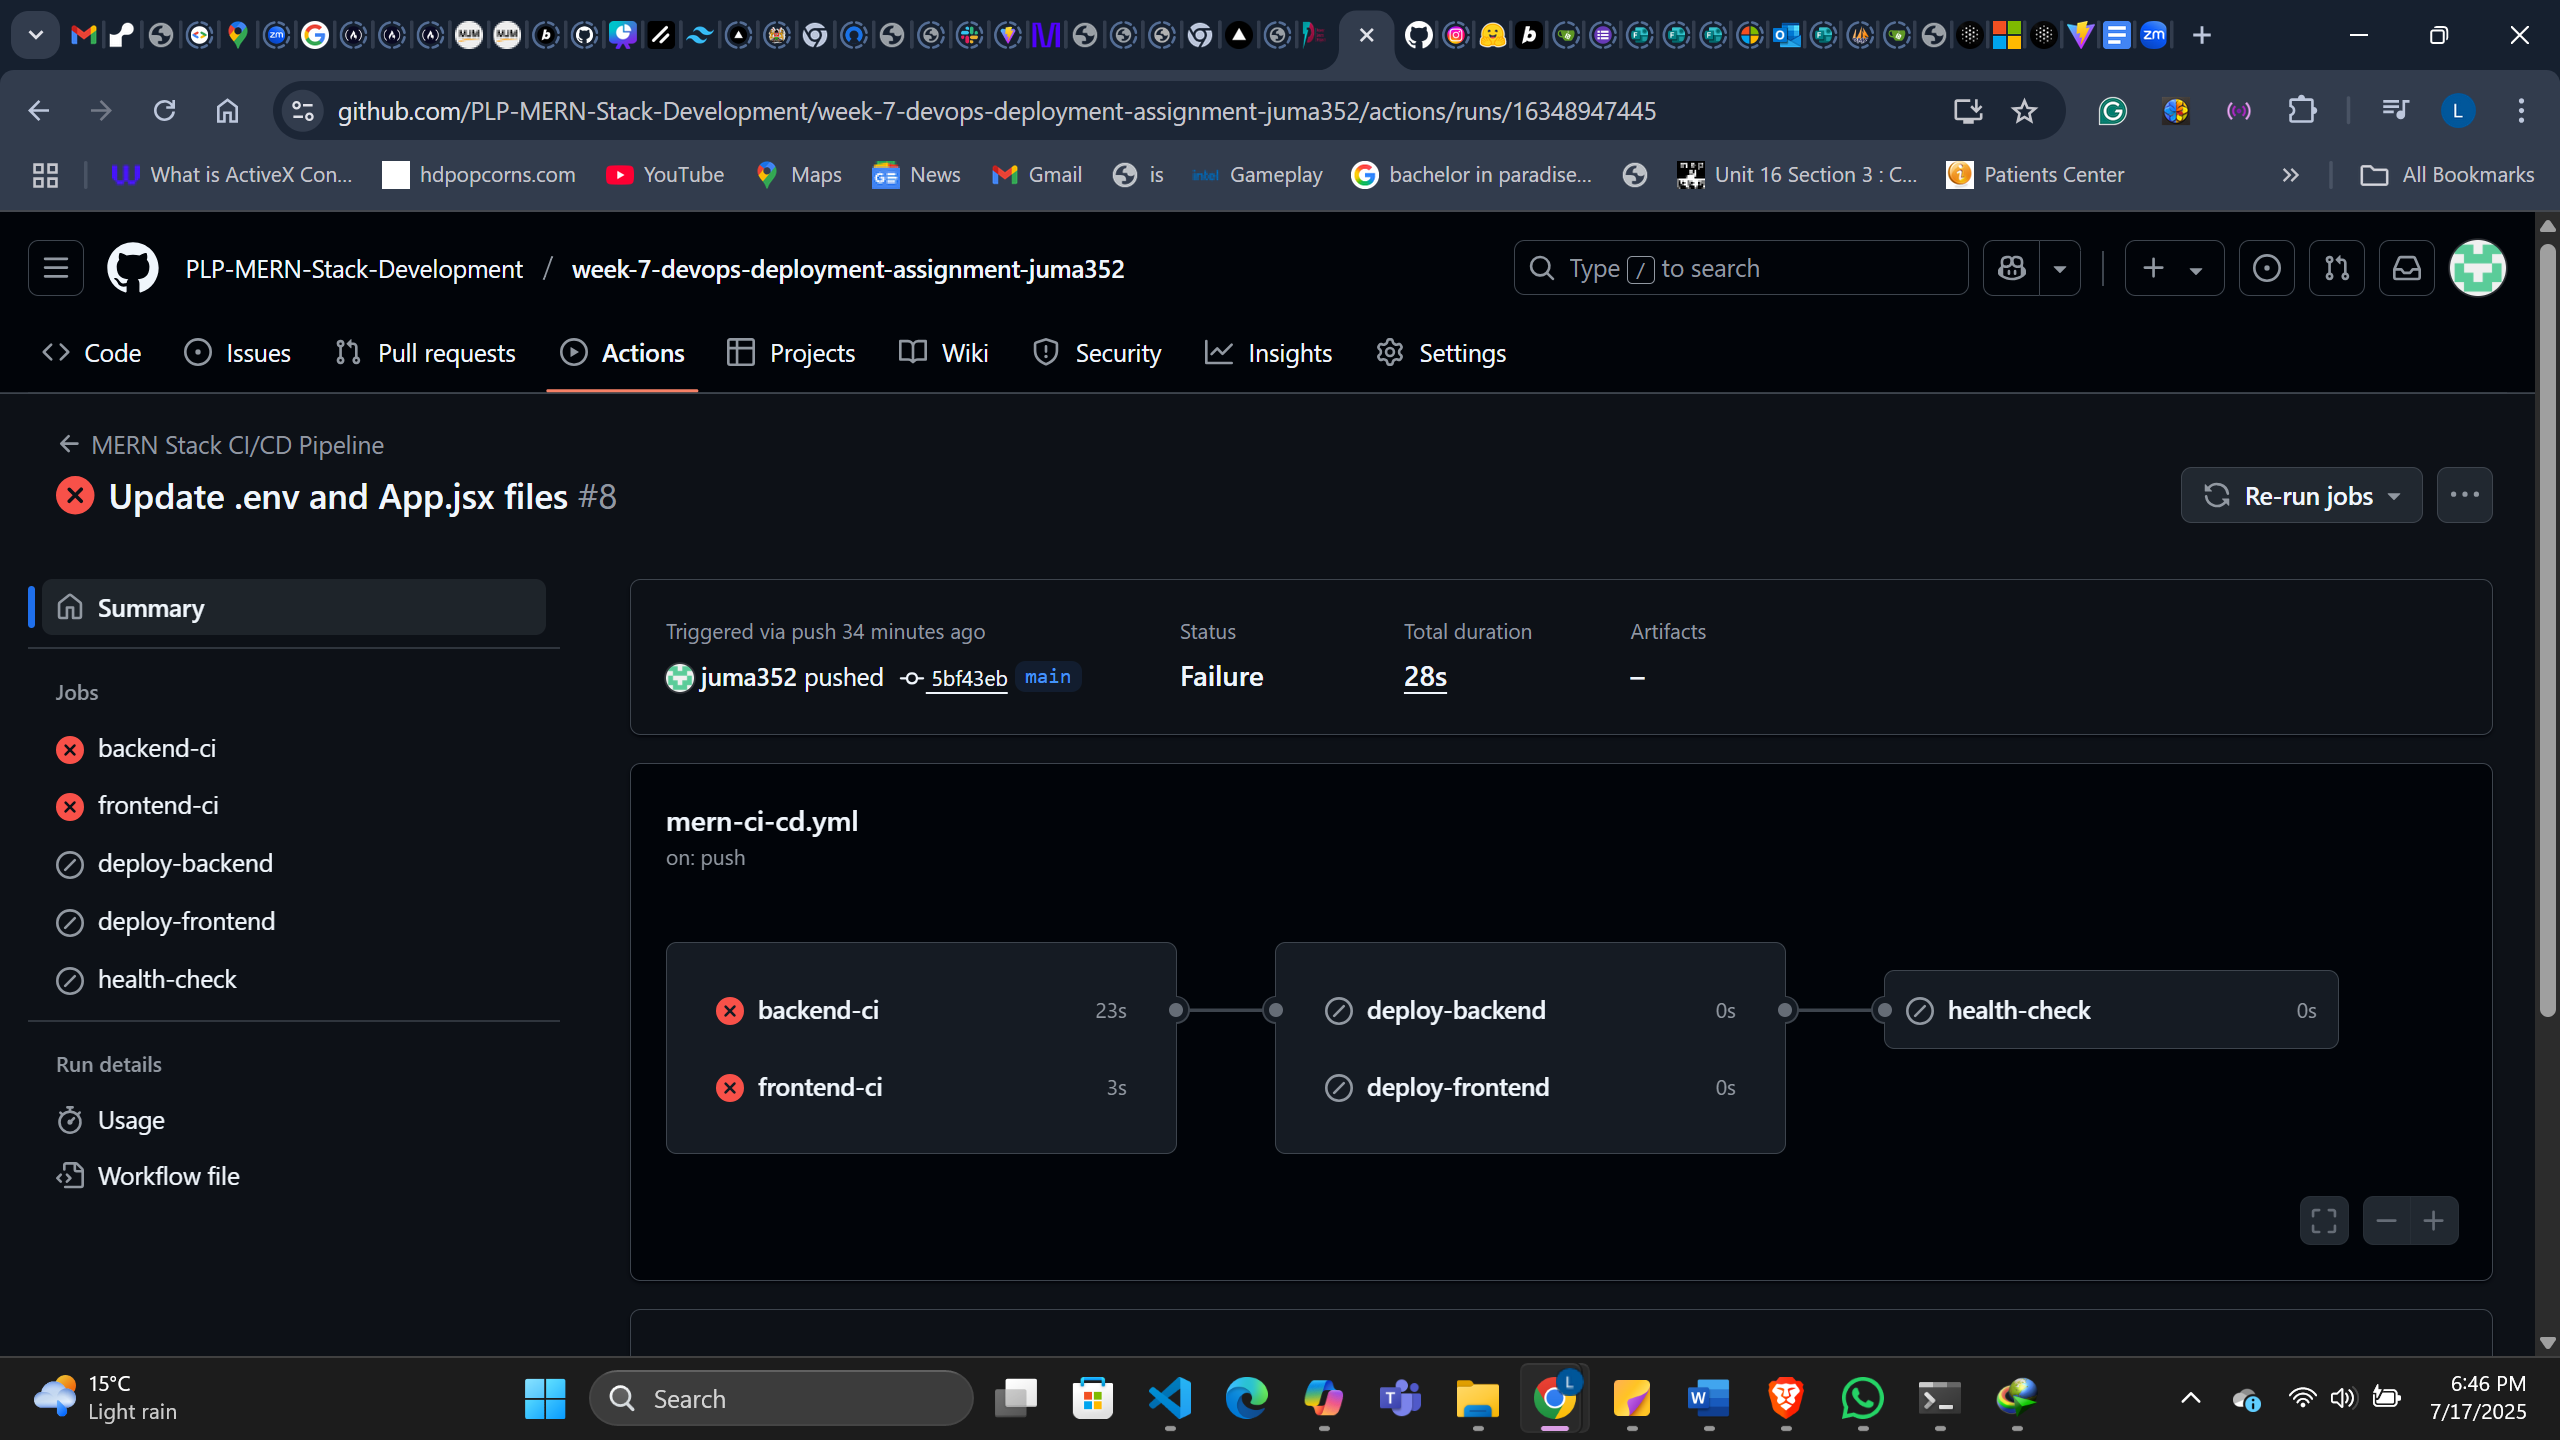 github.com/PLP-MERN-Stack-Development/week-7-devops-deployment-assignment-juma352/actions/runs/16348947445
L
What is ActiveX Con...
hdpopcorns.com
YouTube
Maps
News
Gmail
is
intel Gameplay
bachelor in paradise...
Unit 16 Section 3 : C...
Patients Center
All Bookmarks
PLP-MERN-Stack-Development / week-7-devops-deployment-assignment-juma352
Type / to search
Code
Issues
Pull requests
Actions
Projects
Wiki
Security
Insights
Settings
MERN Stack CI/CD Pipeline
Update .env and App.jsx files #8
Re-run jobs
Summary
Jobs
backend-ci
frontend-ci
deploy-backend
deploy-frontend
health-check
Run details
Usage
Workflow file
Triggered via push 34 minutes ago
juma352 pushed 5bf43eb main
Status
Failure
Total duration
28s
Artifacts
–
mern-ci-cd.yml
on: push
backend-ci 23s
frontend-ci 3s
deploy-backend 0s
deploy-frontend 0s
health-check 0s
15°C
Light rain
Search
6:46 PM
7/17/2025